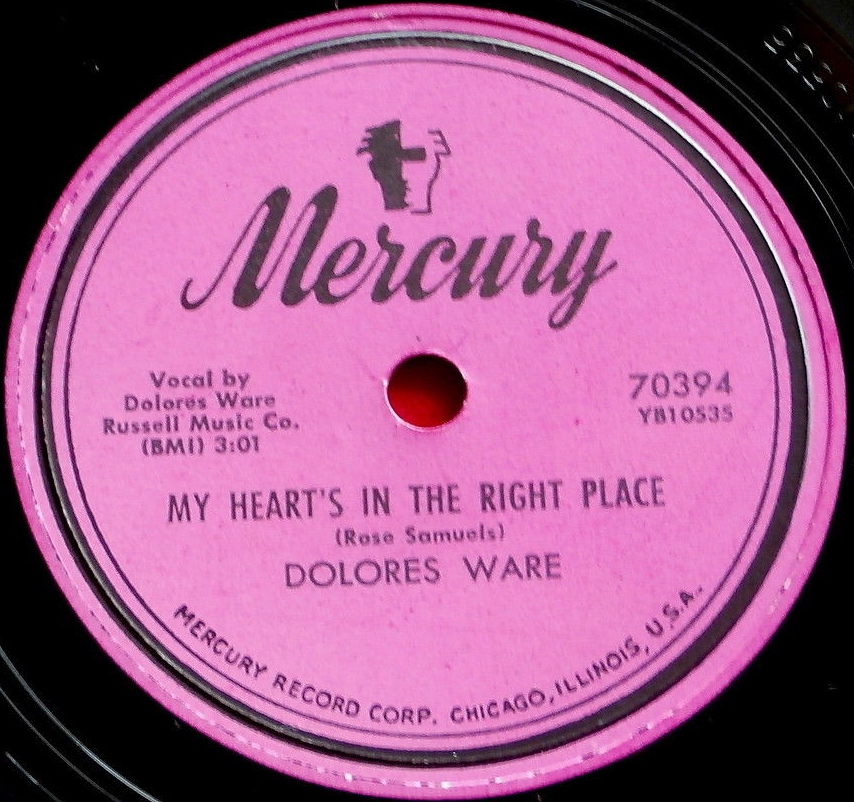 Mercury
Vocal by
Dolores Ware
Russell Music Co.
(BMI) 3:01
70394
YB10535
MY HEART'S IN THE RIGHT PLACE
(Rose Samuels)
DOLORES WARE
MERCURY RECORD CORP. CHICAGO, ILLINOIS, U.S.A.